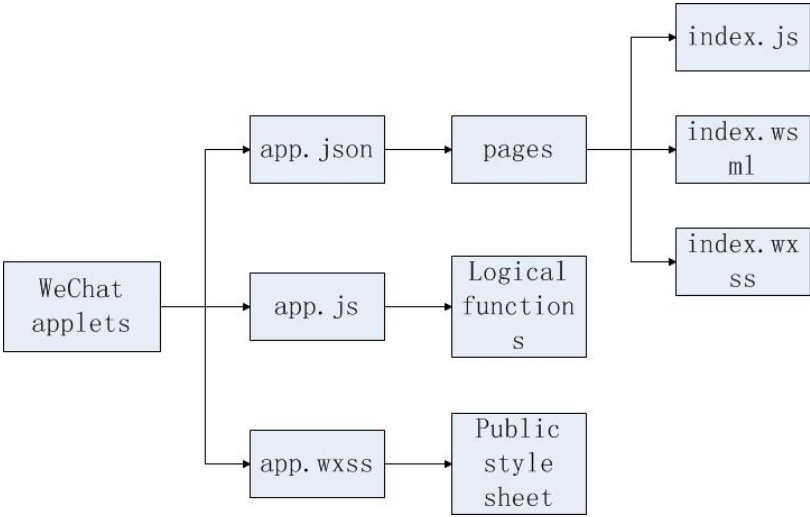 index.js
app.json
pages
index.ws
ml
index.wx
ss
WeChat
applets
app.js
Logical
function
s
app.wxss
Public
style
sheet